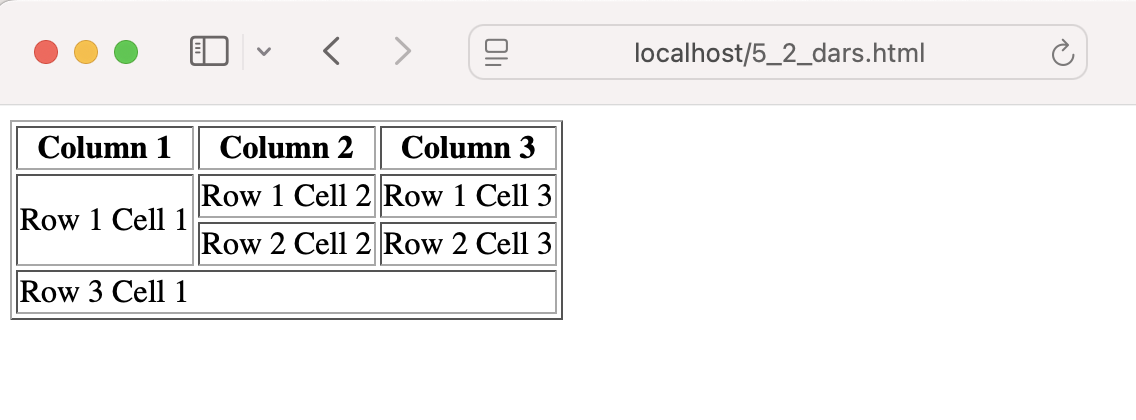 localhost/5_2_dars.html
Column 1 Column 2 Column 3
Row 1 Cell 1 Row 1 Cell 2 Row 1 Cell 3
Row 2 Cell 2 Row 2 Cell 3
Row 3 Cell 1